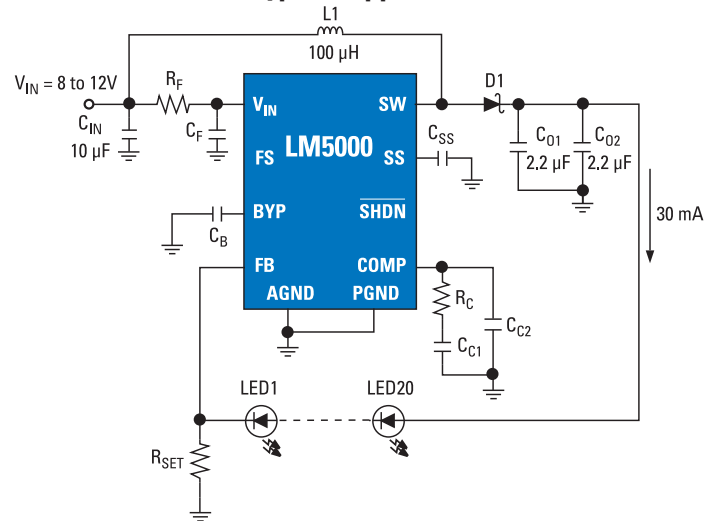 L1
100 µH
V_IN = 8 to 12V
R_F
D1
C_IN
10 µF
C_F
V_IN
SW
LM5000
C_SS
C_O1
2.2 µF
C_O2
2.2 µF
FS
SS
BYP
SHDN
C_B
30 mA
FB
COMP
AGND
PGND
R_C
C_C1
C_C2
LED1
LED20
R_SET